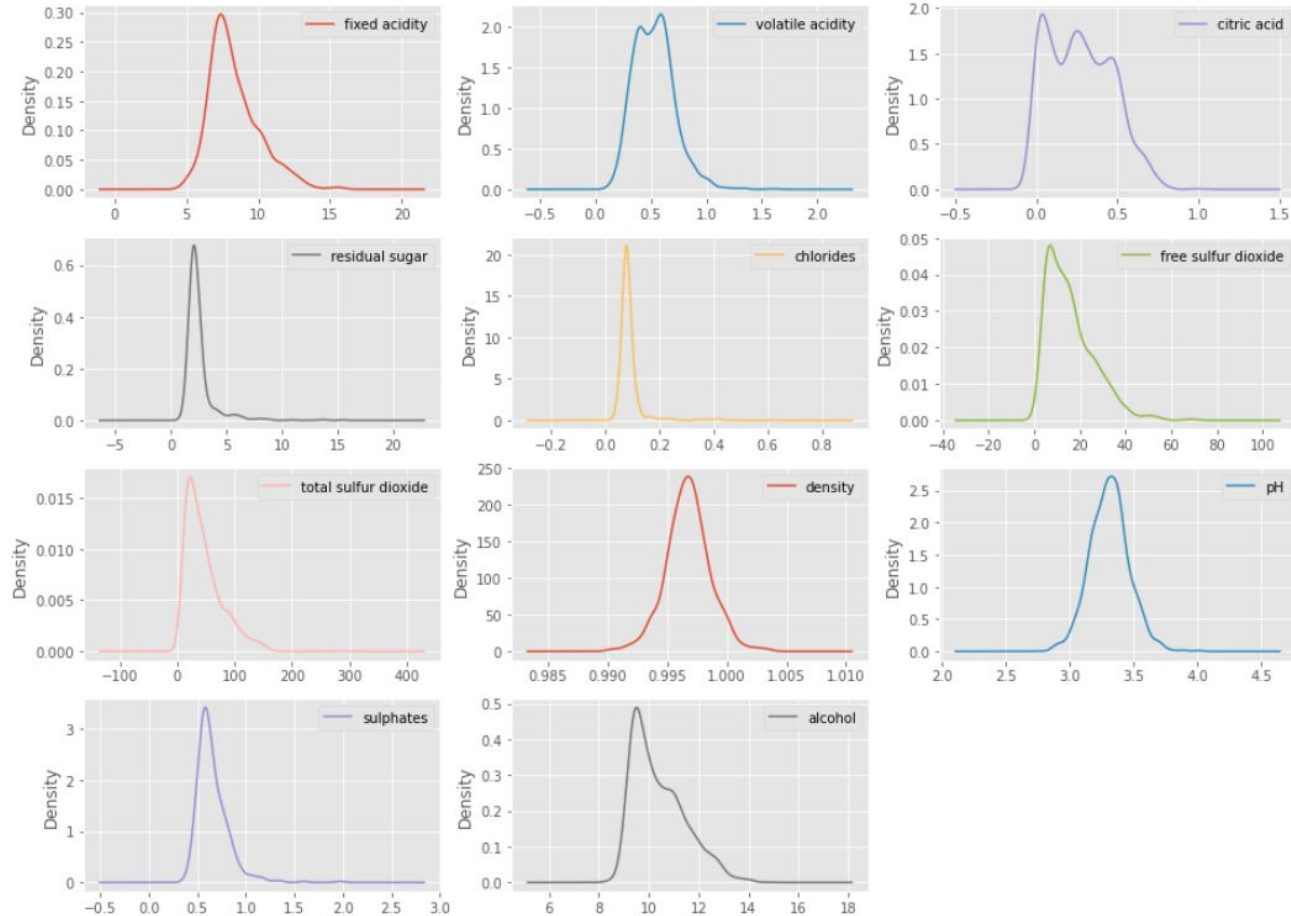 fixed acidity
Density
0.30
0.25
0.20
0.15
0.10
0.05
0.00
0 5 10 15 20
volatile acidity
Density
2.0
1.5
1.0
0.5
0.0
−0.5 0.0 0.5 1.0 1.5 2.0
citric acid
Density
2.0
1.5
1.0
0.5
0.0
−0.5 0.0 0.5 1.0 1.5
residual sugar
Density
0.6
0.4
0.2
0.0
−5 0 5 10 15 20
chlorides
Density
20
15
10
5
0
−0.2 0.0 0.2 0.4 0.6 0.8
free sulfur dioxide
Density
0.05
0.04
0.03
0.02
0.01
0.00
−40 −20 0 20 40 60 80 100
total sulfur dioxide
Density
0.015
0.010
0.005
0.000
−100 0 100 200 300 400
density
Density
250
200
150
100
50
0
0.985 0.990 0.995 1.000 1.005 1.010
pH
Density
2.5
2.0
1.5
1.0
0.5
0.0
2.0 2.5 3.0 3.5 4.0 4.5
sulphates
Density
3
2
1
0
−0.5 0.0 0.5 1.0 1.5 2.0 2.5 3.0
alcohol
Density
0.5
0.4
0.3
0.2
0.1
0.0
6 8 10 12 14 16 18